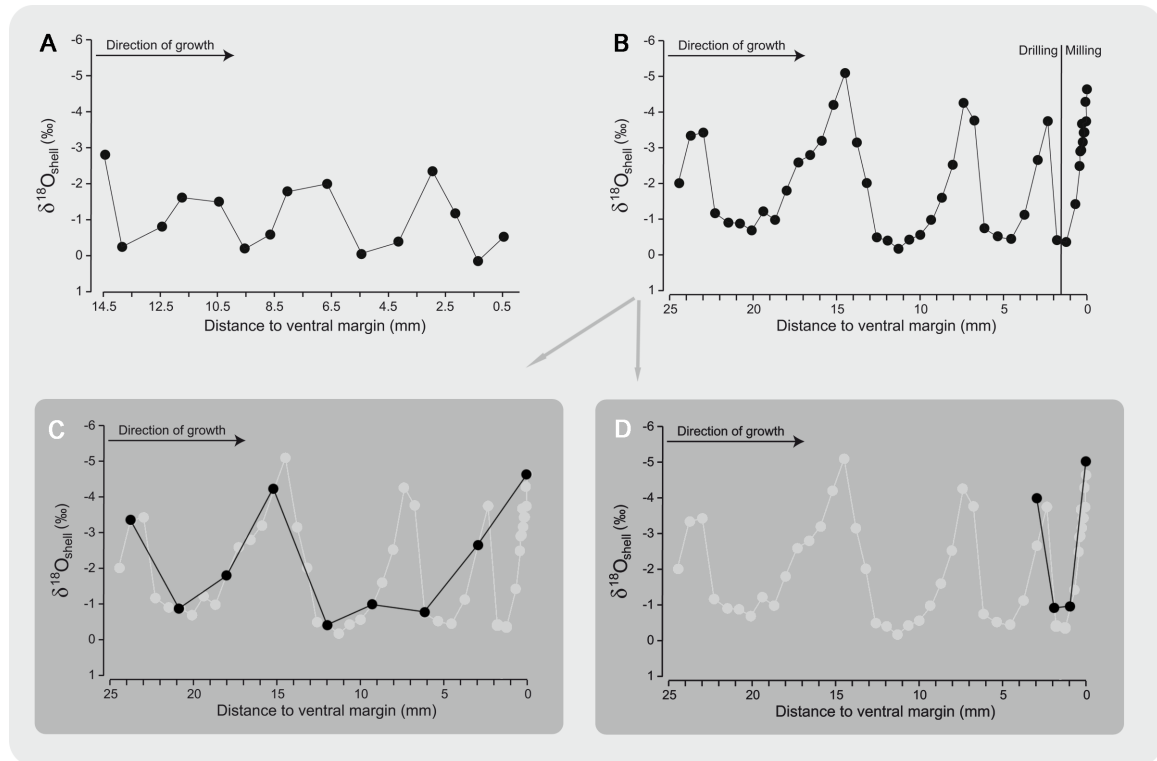 A
Direction of growth
-6
-5
-4
-3
-2
-1
0
1
δ¹⁸Oshell (‰)
14.5 12.5 10.5 8.5 6.5 4.5 2.5 0.5
Distance to ventral margin (mm)
B
Direction of growth
Drilling Milling
-6
-5
-4
-3
-2
-1
0
1
δ¹⁸Oshell (‰)
25 20 15 10 5 0
Distance to ventral margin (mm)
C
Direction of growth
-6
-5
-4
-3
-2
-1
0
1
δ¹⁸Oshell (‰)
25 20 15 10 5 0
Distance to ventral margin (mm)
D
Direction of growth
-6
-5
-4
-3
-2
-1
0
1
δ¹⁸Oshell (‰)
25 20 15 10 5 0
Distance to ventral margin (mm)